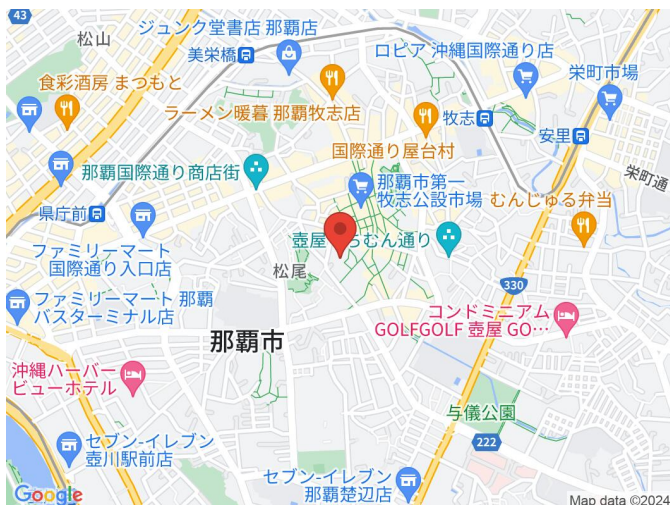 43
松山
ジュンク堂書店 那覇店
美栄橋
ロピア 沖縄国際通り店
栄町市場
食彩酒房 まつもと
ラーメン暖暮 那覇牧志店
牧志
安里
国際通り屋台村
栄町通
那覇国際通り商店街
那覇市第一
牧志公設市場
むんじゅる弁当
県庁前
壺屋
ちむん通り
ファミリーマート
国際通り入口店
松尾
330
ファミリーマート 那覇
バスターミナル店
コンドミニアム
GOLFGOLF 壺屋 GO…
那覇市
沖縄ハーバー
ビューホテル
与儀公園
222
セブン-イレブン
壺川駅前店
セブン-イレブン
那覇楚辺店
Google
Map data ©2024